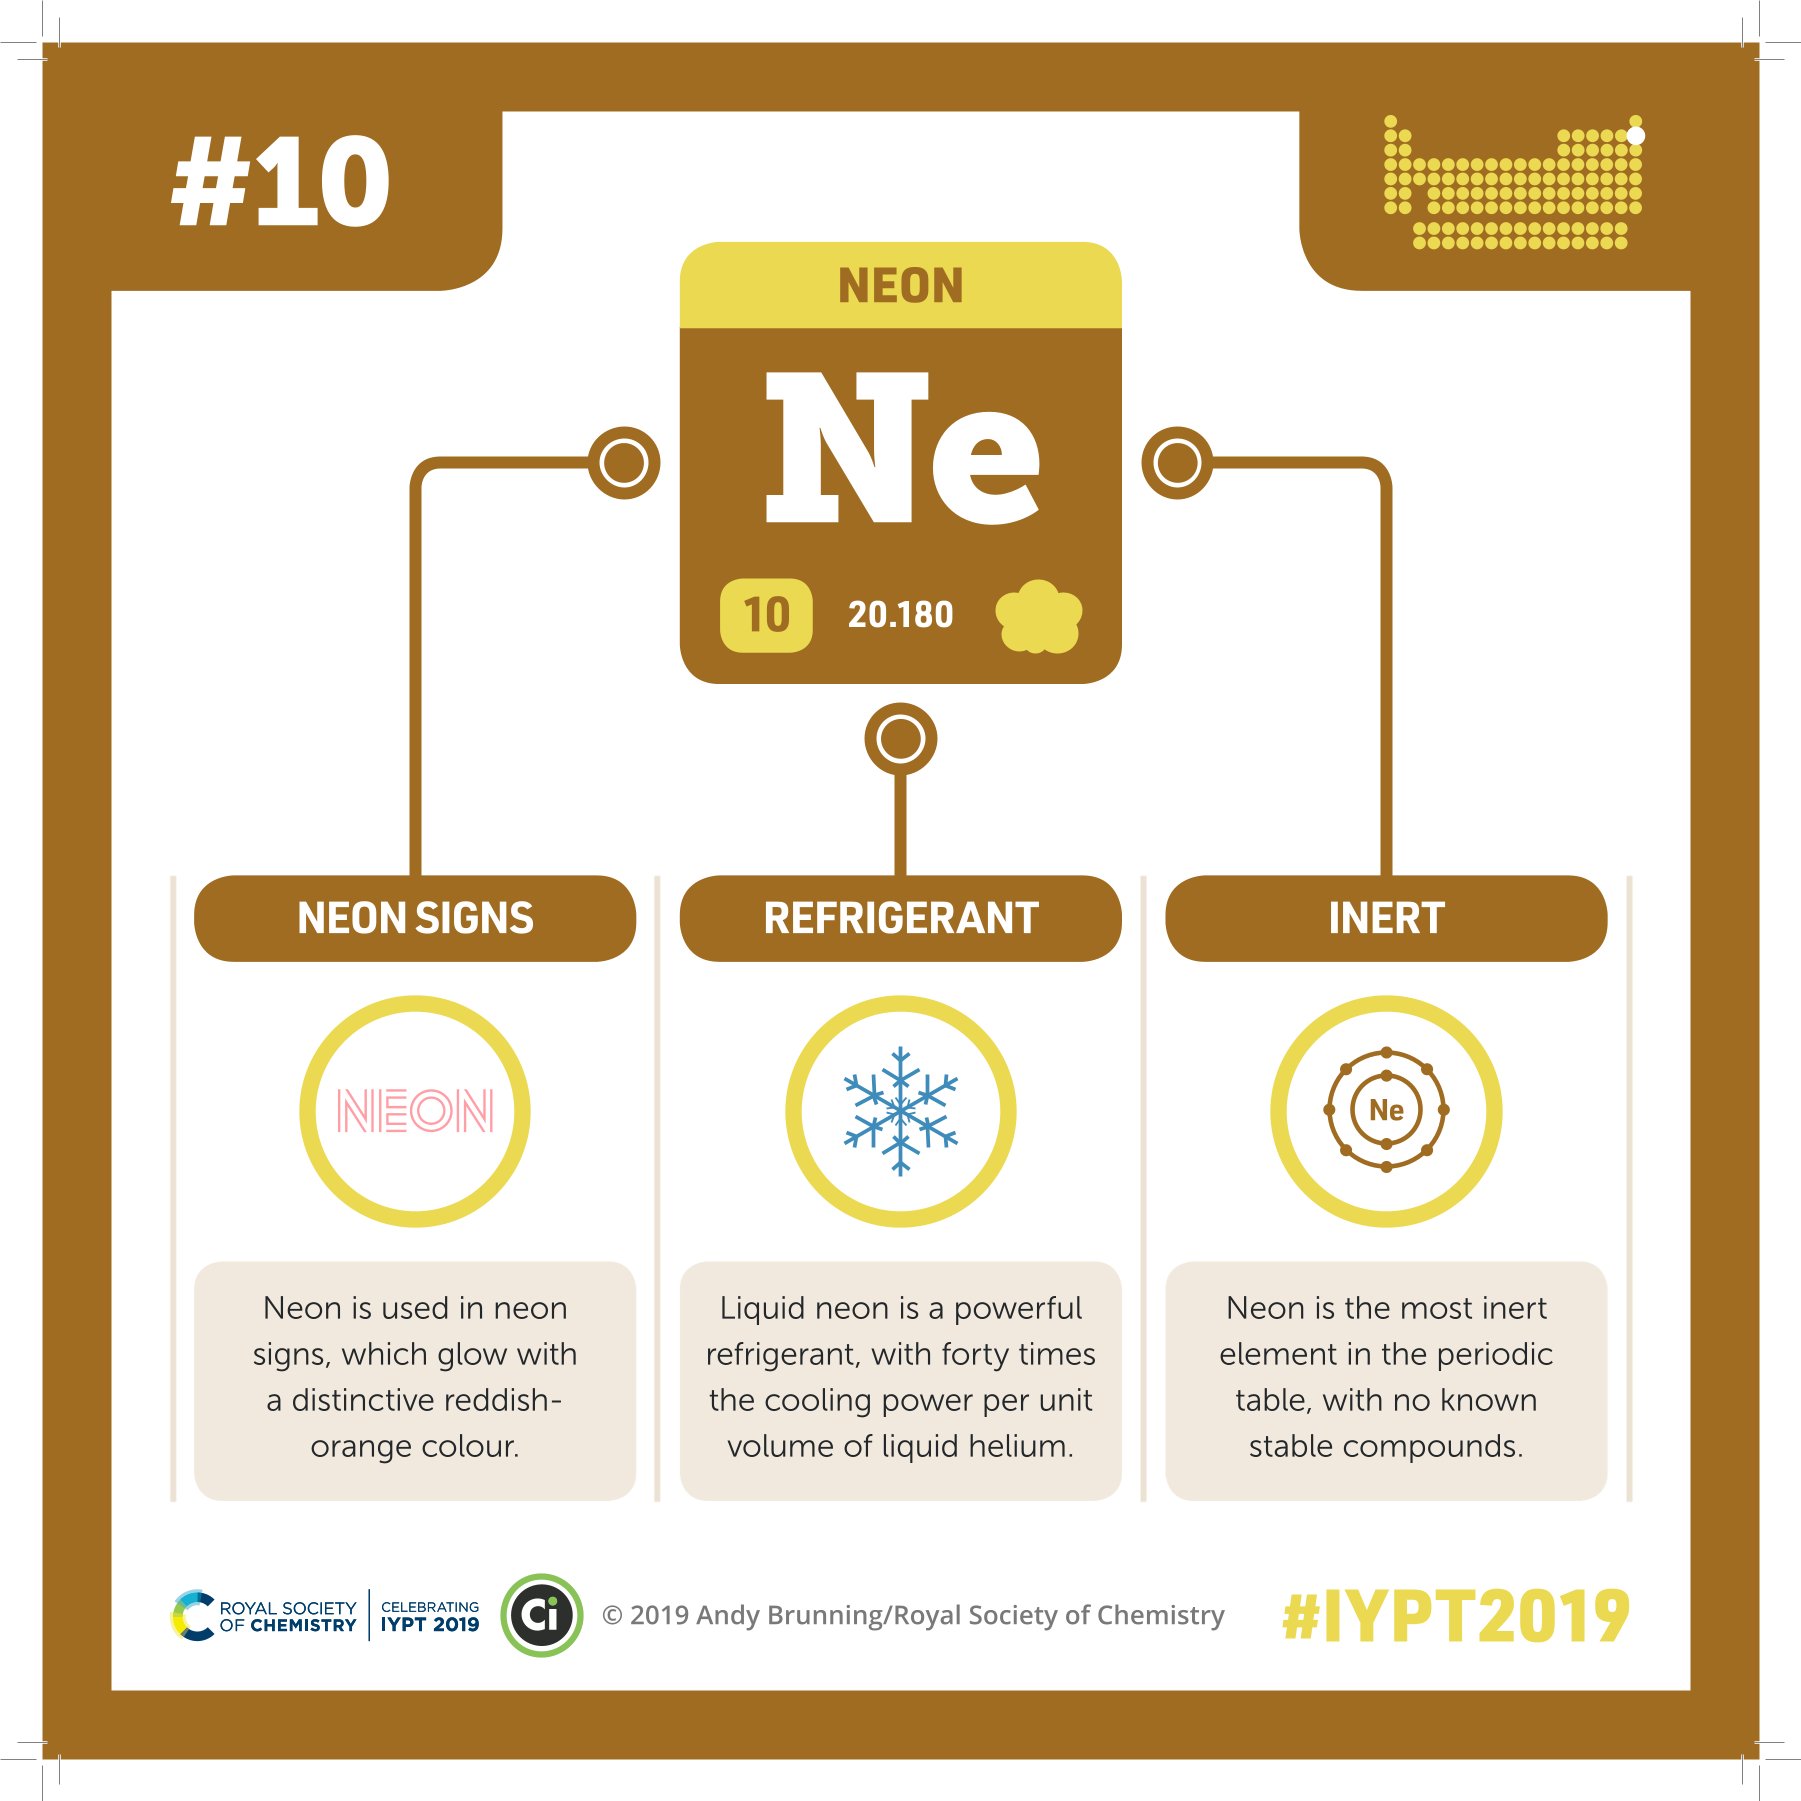 #10
NEON
Ne
10
20.180
NEON SIGNS
REFRIGERANT
INERT
NEON
Ne
Neon is used in neon
signs, which glow with
a distinctive reddish-
orange colour.
Liquid neon is a powerful
refrigerant, with forty times
the cooling power per unit
volume of liquid helium.
Neon is the most inert
element in the periodic
table, with no known
stable compounds.
ROYAL SOCIETY
OF CHEMISTRY
CELEBRATING
IYPT 2019
Ci
© 2019 Andy Brunning/Royal Society of Chemistry
#IYPT2019